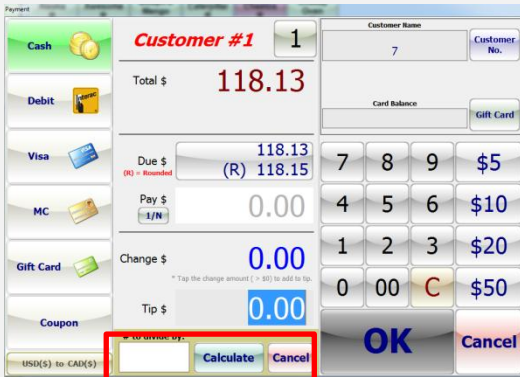 Payment
Cash
Debit
Interac
Visa
VISA
MC
Gift Card
Coupon
USD($) to CAD($)
Customer #1
1
Total $
118.13
Due $
(R) = Rounded
118.13
(R) 118.15
Pay $
1/N
0.00
Change $
0.00
* Tap the change amount ( > $0) to add to tip.
Tip $
0.00
# to divide by:
Calculate
Cancel
Customer Name
7
Customer
No.
Card Balance
Gift Card
7
8
9
$5
4
5
6
$10
1
2
3
$20
0
00
C
$50
OK
Cancel